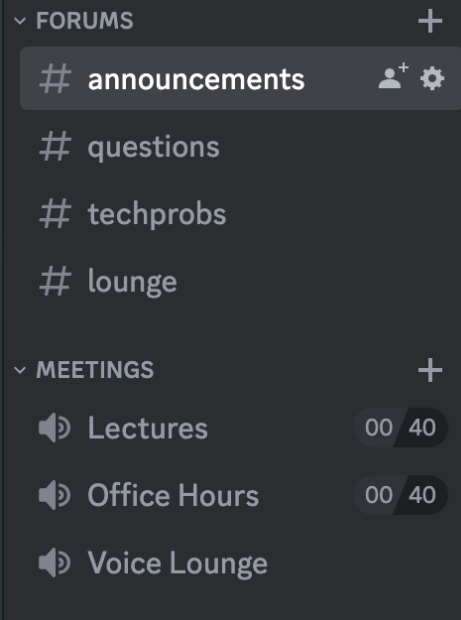 FORUMS
# announcements
# questions
# techprobs
# lounge
MEETINGS
Lectures 00 40
Office Hours 00 40
Voice Lounge